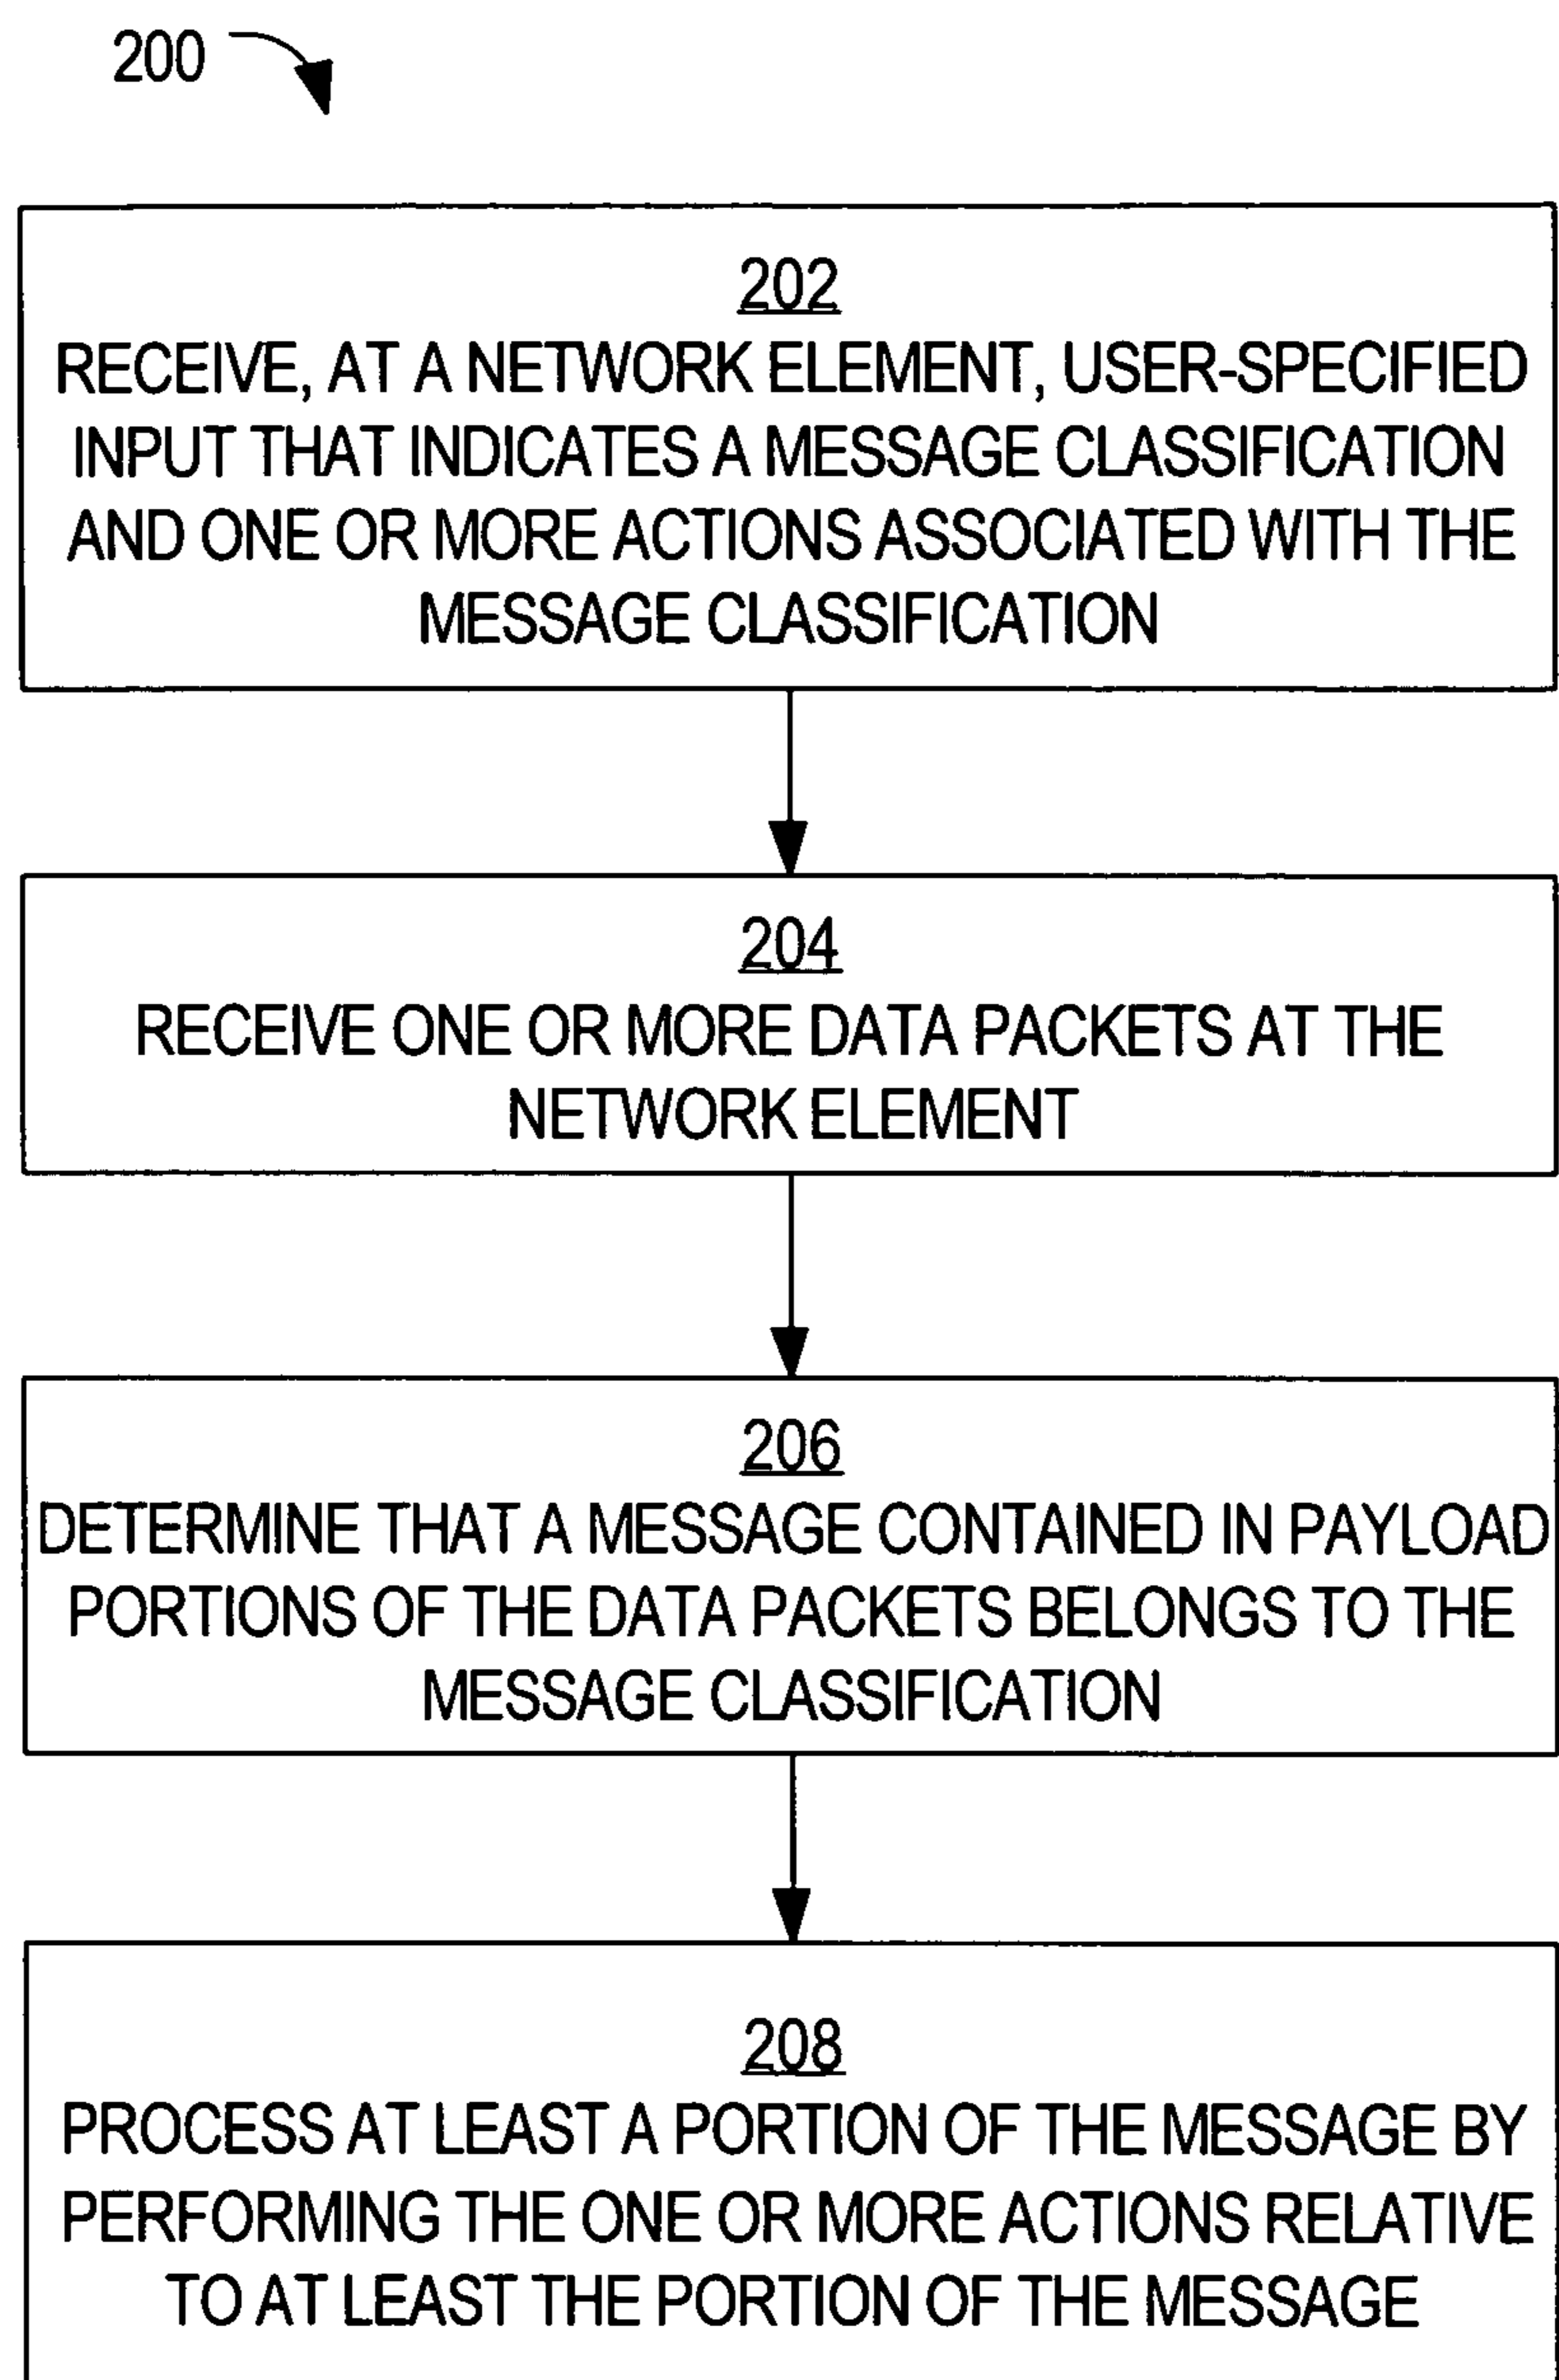 200
202
RECEIVE, AT A NETWORK ELEMENT, USER-SPECIFIED
INPUT THAT INDICATES A MESSAGE CLASSIFICATION
AND ONE OR MORE ACTIONS ASSOCIATED WITH THE
MESSAGE CLASSIFICATION
204
RECEIVE ONE OR MORE DATA PACKETS AT THE
NETWORK ELEMENT
206
DETERMINE THAT A MESSAGE CONTAINED IN PAYLOAD
PORTIONS OF THE DATA PACKETS BELONGS TO THE
MESSAGE CLASSIFICATION
208
PROCESS AT LEAST A PORTION OF THE MESSAGE BY
PERFORMING THE ONE OR MORE ACTIONS RELATIVE
TO AT LEAST THE PORTION OF THE MESSAGE